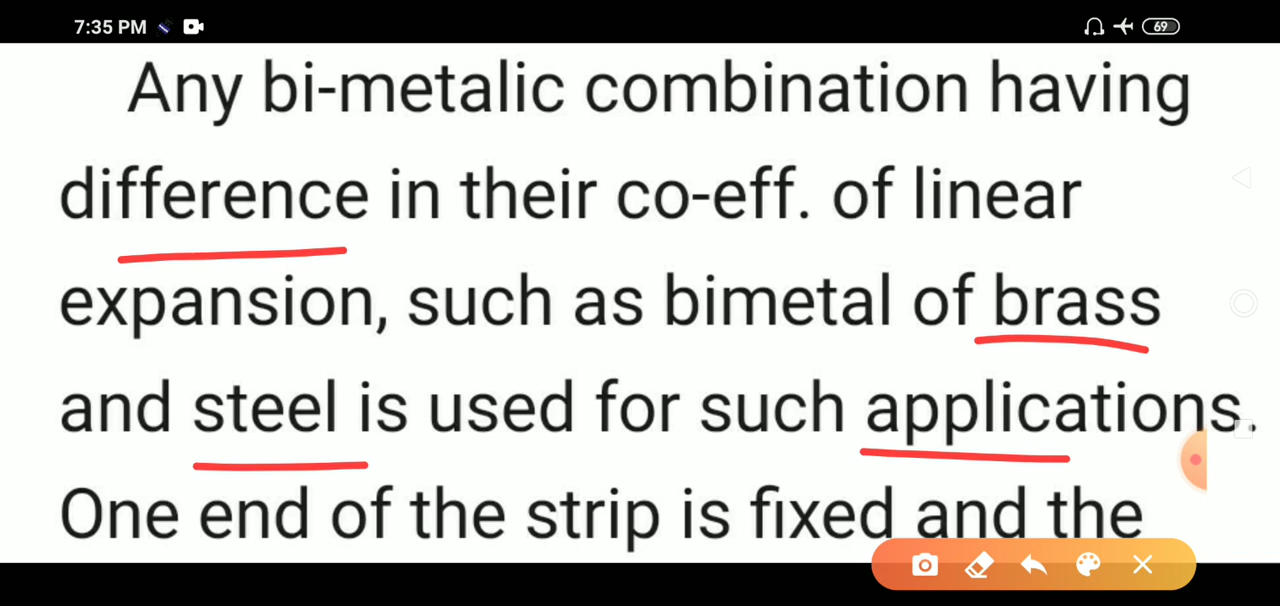 7:35 PM 69
Any bi-metalic combination having
difference in their co-eff. of linear
expansion, such as bimetal of brass
and steel is used for such applications.
One end of the strip is fixed and the